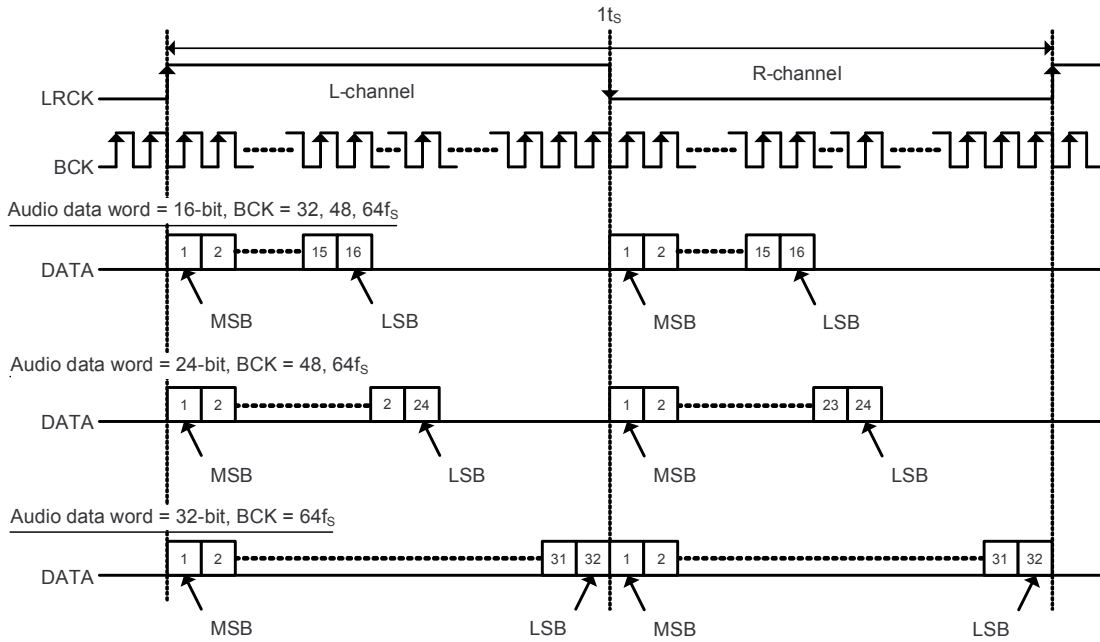 1tS
L-channel
R-channel
LRCK
BCK
Audio data word = 16-bit, BCK = 32, 48, 64fS
DATA 1 2 15 16 1 2 15 16
MSB LSB MSB LSB
Audio data word = 24-bit, BCK = 48, 64fS
DATA 1 2 2 24 1 2 23 24
MSB LSB MSB LSB
Audio data word = 32-bit, BCK = 64fS
DATA 1 2 31 32 1 2 31 32
MSB LSB MSB LSB